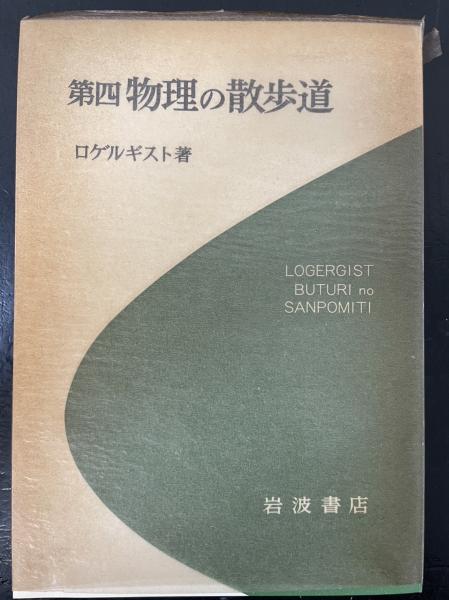 第四 物理の散歩道
ロゲルギスト著
LOGERGIST
BUTURI no
SANPOMITI
岩波書店